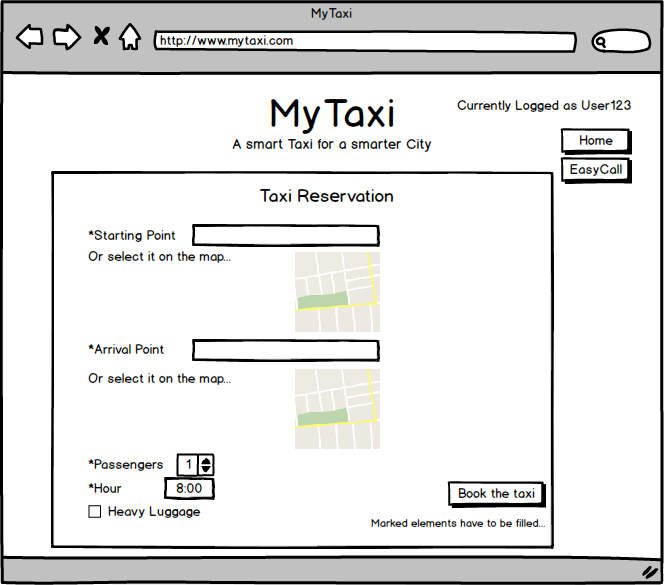 MyTaxi
http://www.mytaxi.com
MyTaxi
Currently Logged as User123
A smart Taxi for a smarter City
Home
EasyCall
Taxi Reservation
*Starting Point
Or select it on the map...
*Arrival Point
Or select it on the map...
*Passengers 1
*Hour 8:00
Book the taxi
Heavy Luggage
Marked elements have to be filled...